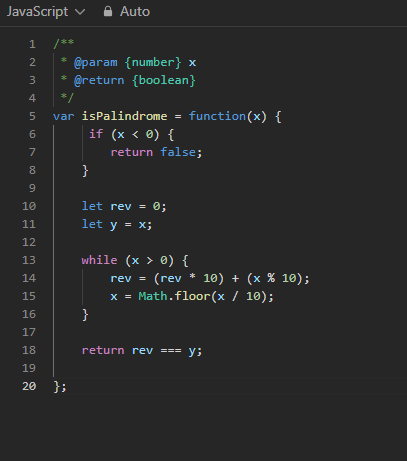 JavaScript Auto
1 /**
2 * @param {number} x
3 * @return {boolean}
4 */
5 var isPalindrome = function(x) {
6 if (x < 0) {
7 return false;
8 }
9
10 let rev = 0;
11 let y = x;
12
13 while (x > 0) {
14 rev = (rev * 10) + (x % 10);
15 x = Math.floor(x / 10);
16 }
17
18 return rev === y;
19
20 };